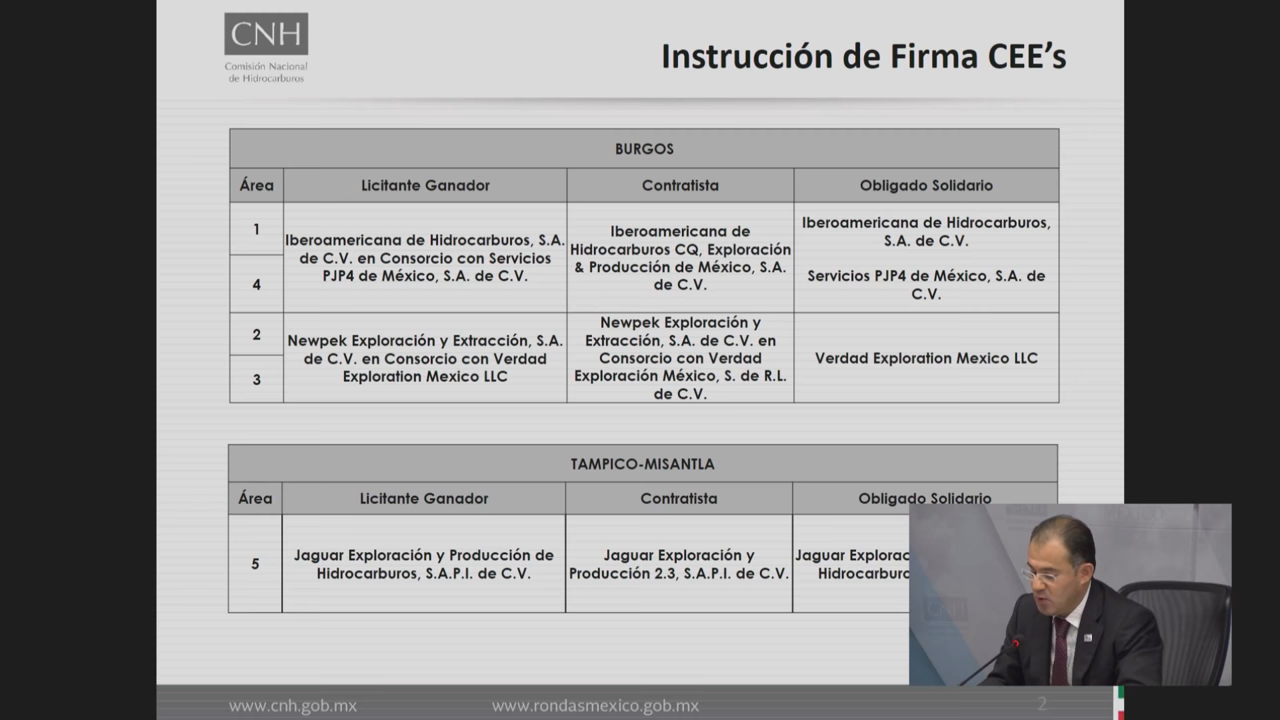 CNH
Comisión Nacional
de Hidrocarburos
Instrucción de Firma CEE's
BURGOS
Área
Licitante Ganador
Contratista
Obligado Solidario
1
4
Iberoamericana de Hidrocarburos, S.A.
de C.V. en Consorcio con Servicios
PJP4 de México, S.A. de C.V.
Iberoamericana de
Hidrocarburos CQ, Exploración
& Producción de México, S.A.
de C.V.
Iberoamericana de Hidrocarburos,
S.A. de C.V.
Servicios PJP4 de México, S.A. de
C.V.
2
3
Newpek Exploración y Extracción, S.A.
de C.V. en Consorcio con Verdad
Exploration Mexico LLC
Newpek Exploración y
Extracción, S.A. de C.V. en
Consorcio con Verdad
Exploración México, S. de R.L.
de C.V.
Verdad Exploration Mexico LLC
TAMPICO-MISANTLA
Área
Licitante Ganador
Contratista
Obligado Solidario
5
Jaguar Exploración y Producción de
Hidrocarburos, S.A.P.I. de C.V.
Jaguar Exploración y
Producción 2.3, S.A.P.I. de C.V.
Jaguar Explorac
Hidrocarburc
CNH
www.cnh.gob.mx
www.rondasmexico.gob.mx
2